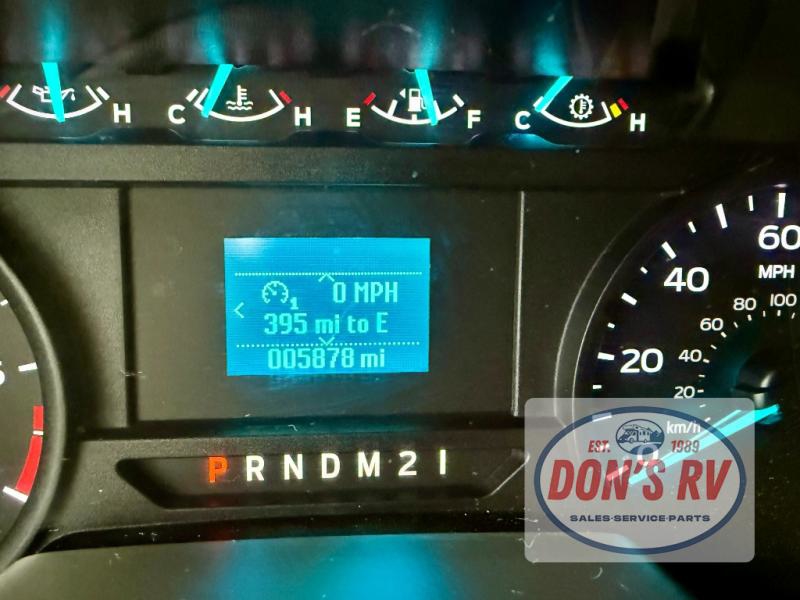 H C H E F C H
0 MPH
1
395 mi to E
005878 mi
P R N D M 2 1
20 40 60
MPH
20 40 60 80 100
km/h
EST. 1989
DON'S RV
SALES-SERVICE-PARTS